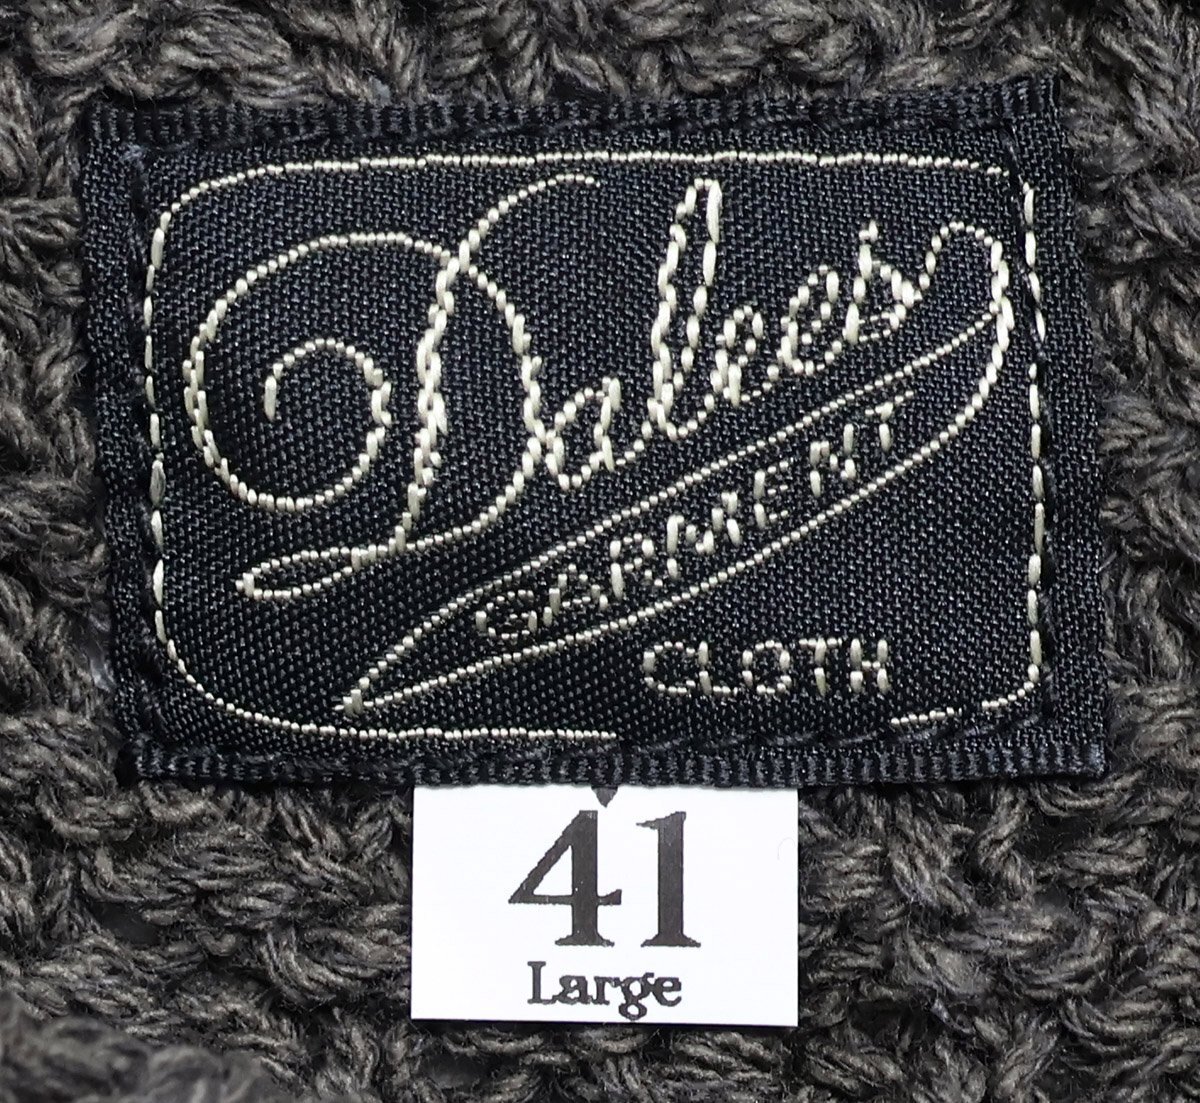 Dalee's
GARMENT
CLOTH
41
Large